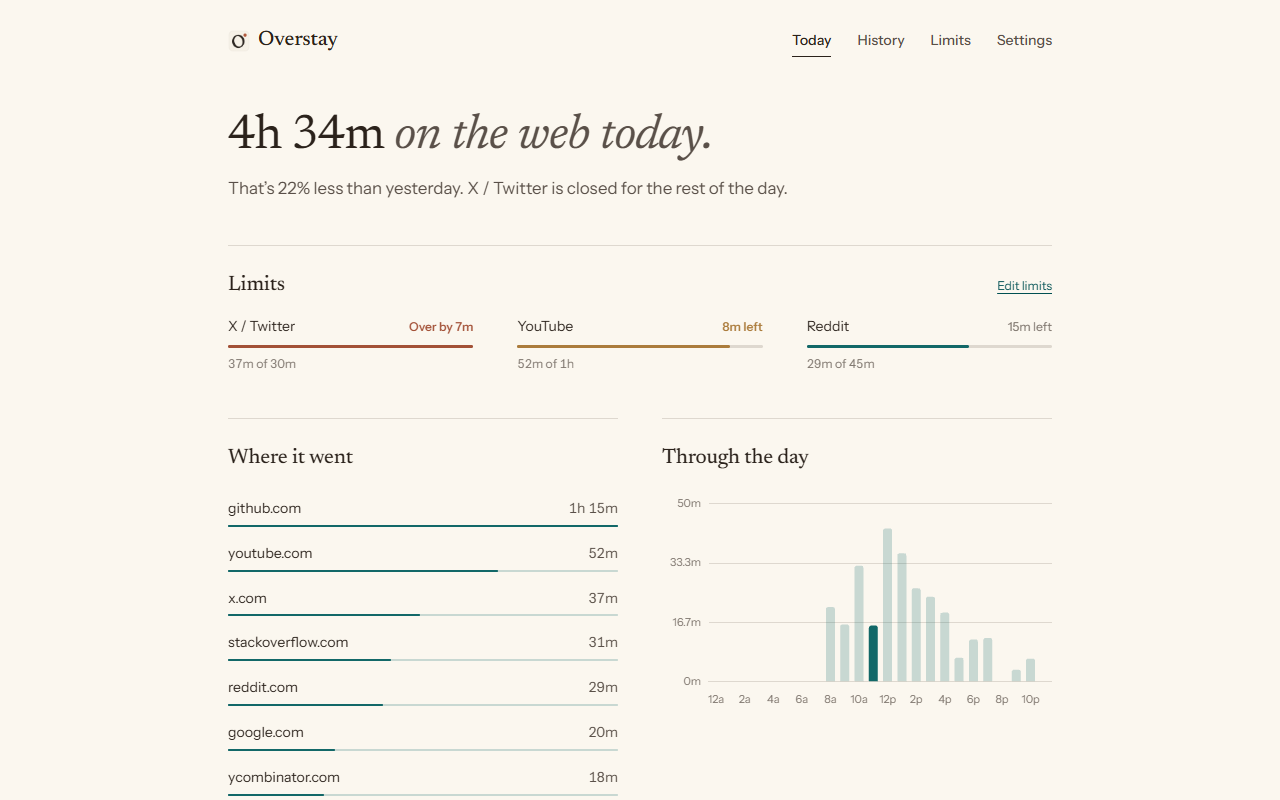 Overstay
Today History Limits Settings
4h 34m on the web today.
That's 22% less than yesterday. X / Twitter is closed for the rest of the day.
Limits
Edit limits
X / Twitter Over by 7m
37m of 30m
YouTube 8m left
52m of 1h
Reddit 15m left
29m of 45m
Where it went
github.com 1h 15m
youtube.com 52m
x.com 37m
stackoverflow.com 31m
reddit.com 29m
google.com 20m
ycombinator.com 18m
Through the day
50m
33.3m
16.7m
0m
12a 2a 4a 6a 8a 10a 12p 2p 4p 6p 8p 10p